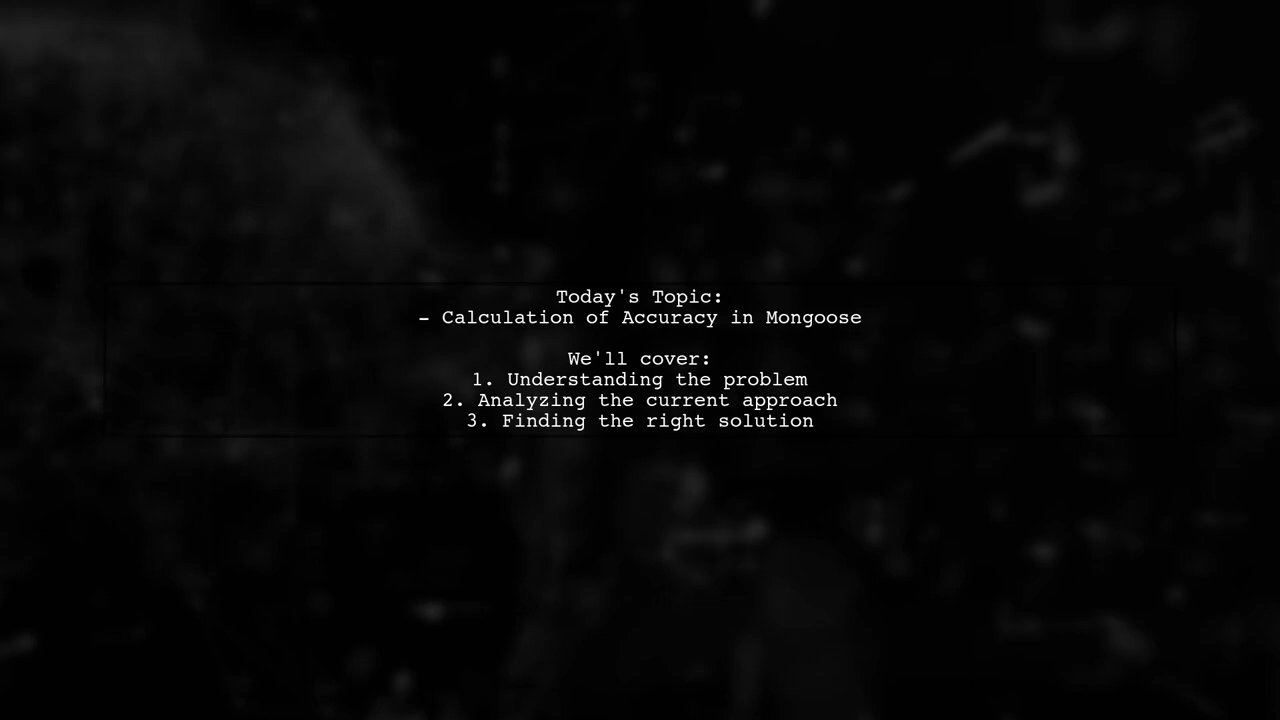 Today's Topic:
- Calculation of Accuracy in Mongoose
We'll cover:
1. Understanding the problem
2. Analyzing the current approach
3. Finding the right solution